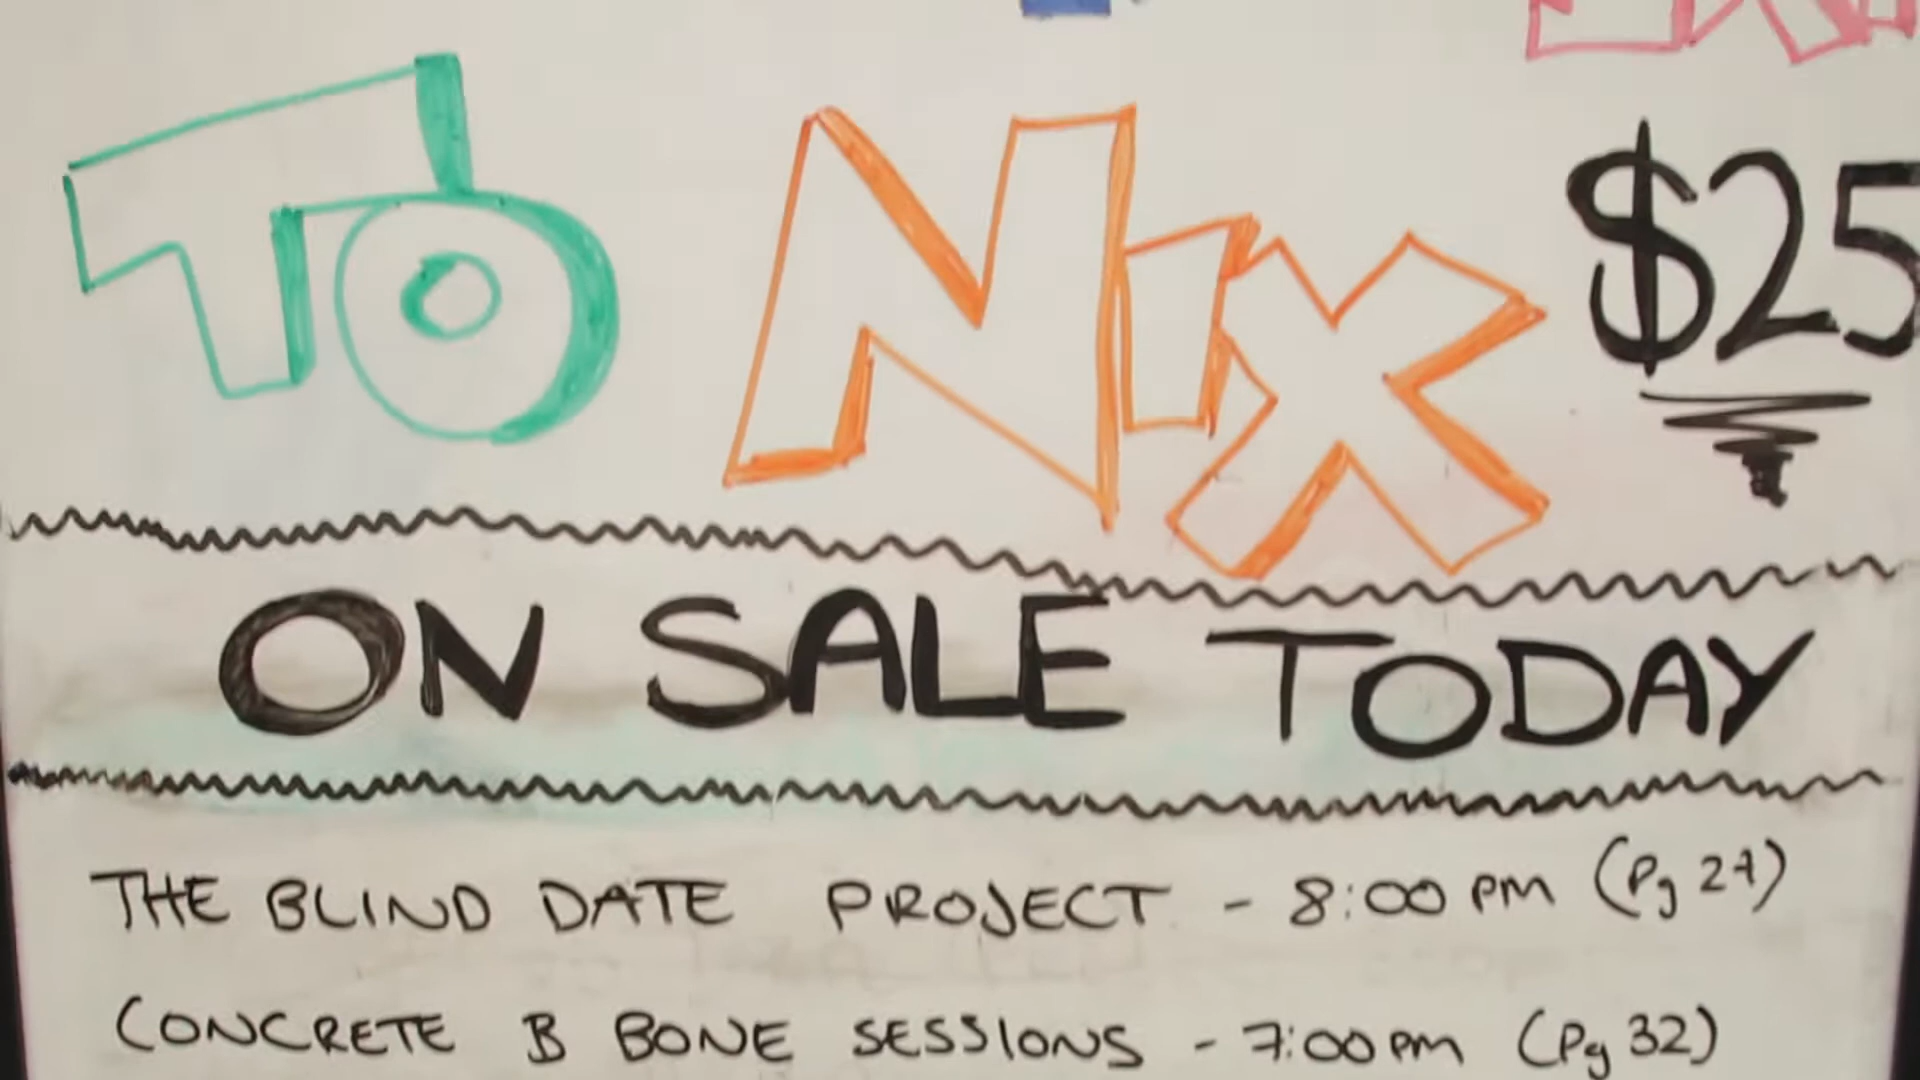 TO NIX $25
ON SALE TODAY
THE BLIND DATE PROJECT - 8:00 PM (Pg 27)
CONCRETE B BONE SESSIONS - 7:00 PM (Pg 32)